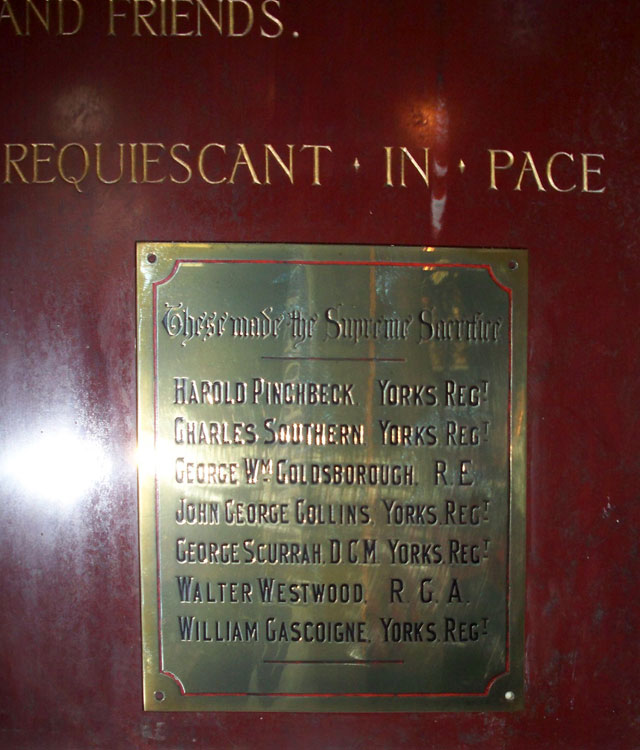 AND FRIENDS.
REQUIESCANT · IN · PACE
These made the Supreme Sacrifice
HAROLD PINCHBECK, YORKS REGT
CHARLES SOUTHERN, YORKS REGT
GEORGE WM GOLDSBOROUGH, R.E.
JOHN GEORGE COLLINS, YORKS, REGT
GEORGE SCURRAH, D C M. YORKS, REGT
WALTER WESTWOOD, R. G. A.
WILLIAM GASCOIGNE, YORKS, REGT